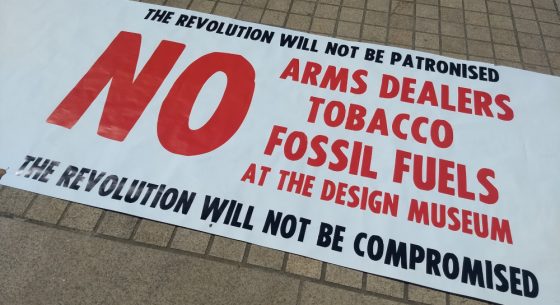 THE REVOLUTION WILL NOT BE PATRONISED
NO
ARMS DEALERS
TOBACCO
FOSSIL FUELS
AT THE DESIGN MUSEUM
THE REVOLUTION WILL NOT BE COMPROMISED